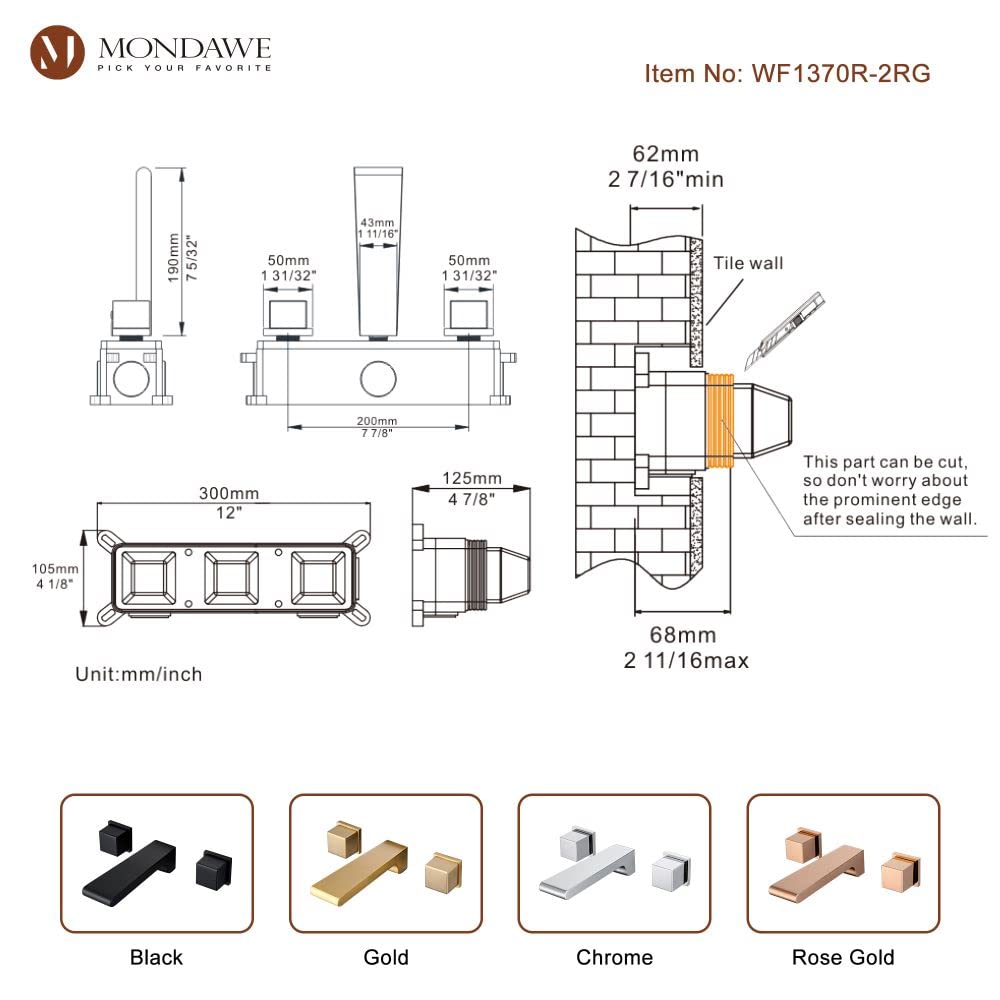 MONDAWE
PICK YOUR FAVORITE
Item No: WF1370R-2RG
62mm
2 7/16"min
190mm
7 5/32"
43mm
1 11/16"
50mm
1 31/32"
50mm
1 31/32"
200mm
7 7/8"
Tile wall
This part can be cut,
so don't worry about
the prominent edge
after sealing the wall.
300mm
12"
105mm
4 1/8"
125mm
4 7/8"
68mm
2 11/16max
Unit:mm/inch
Black
Gold
Chrome
Rose Gold